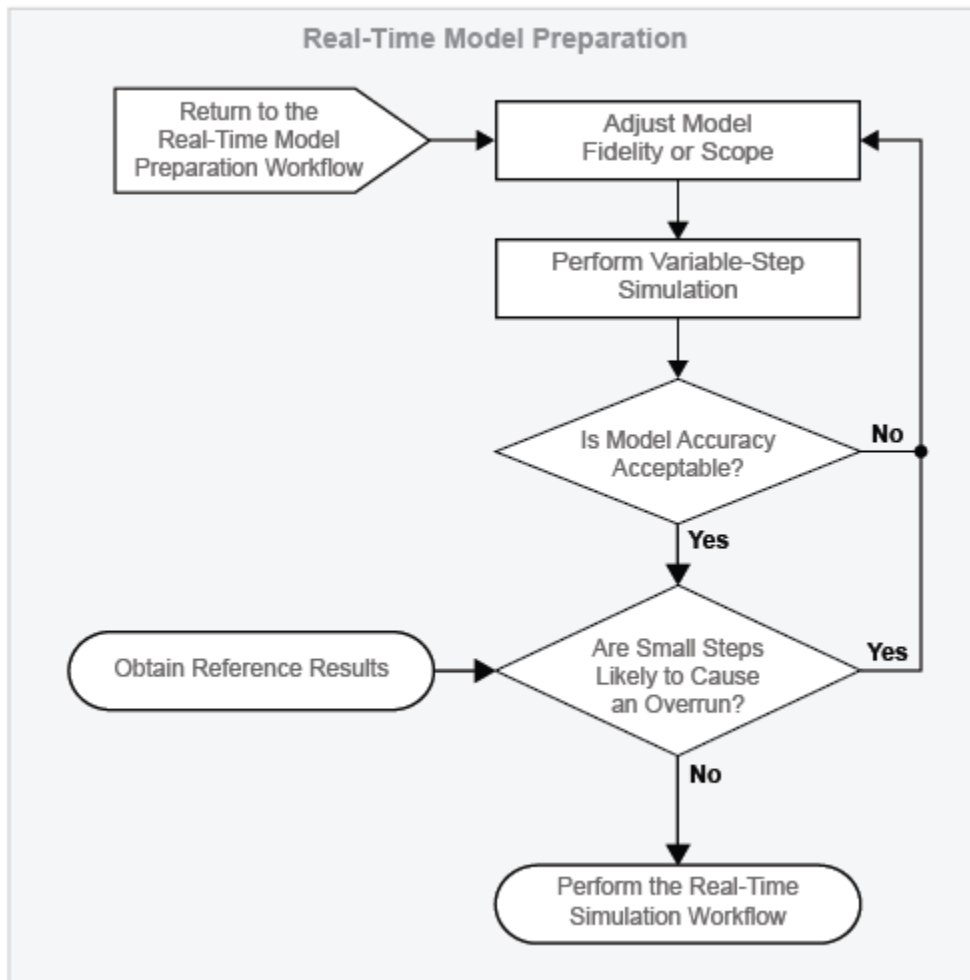 Real-Time Model Preparation
Return to the
Real-Time Model
Preparation Workflow
Adjust Model
Fidelity or Scope
Perform Variable-Step
Simulation
Is Model Accuracy
Acceptable?
No
Yes
Obtain Reference Results
Are Small Steps
Likely to Cause
an Overrun?
Yes
No
Perform the Real-Time
Simulation Workflow